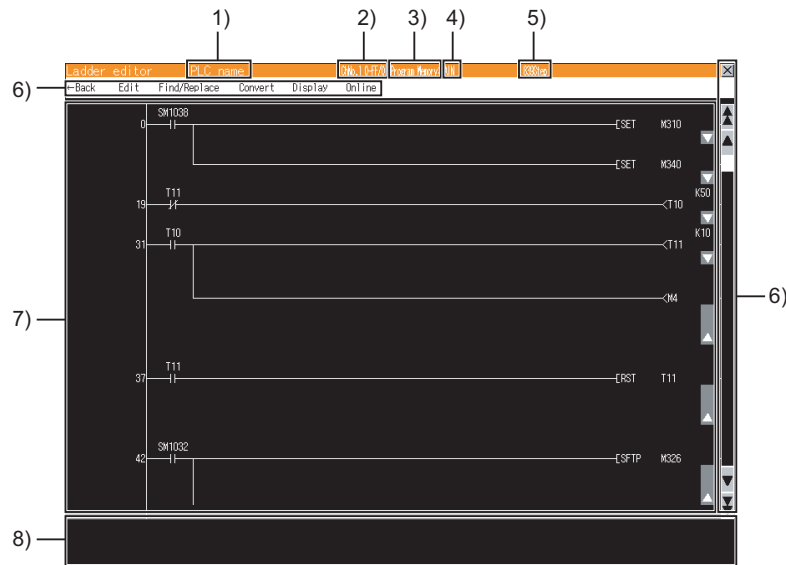 1) 2) 3) 4) 5)
Ladder editor PLC name Program Memory
6) ←Back Edit Find/Replace Convert Display Online
SM1038
0 [SET M310
[SET M340
T11 K50
19 <T10
T10 K10
31 <T11
6)
<M4
7)
T11
37 [RST T11
SM1032
42 [SFTP M326
8)